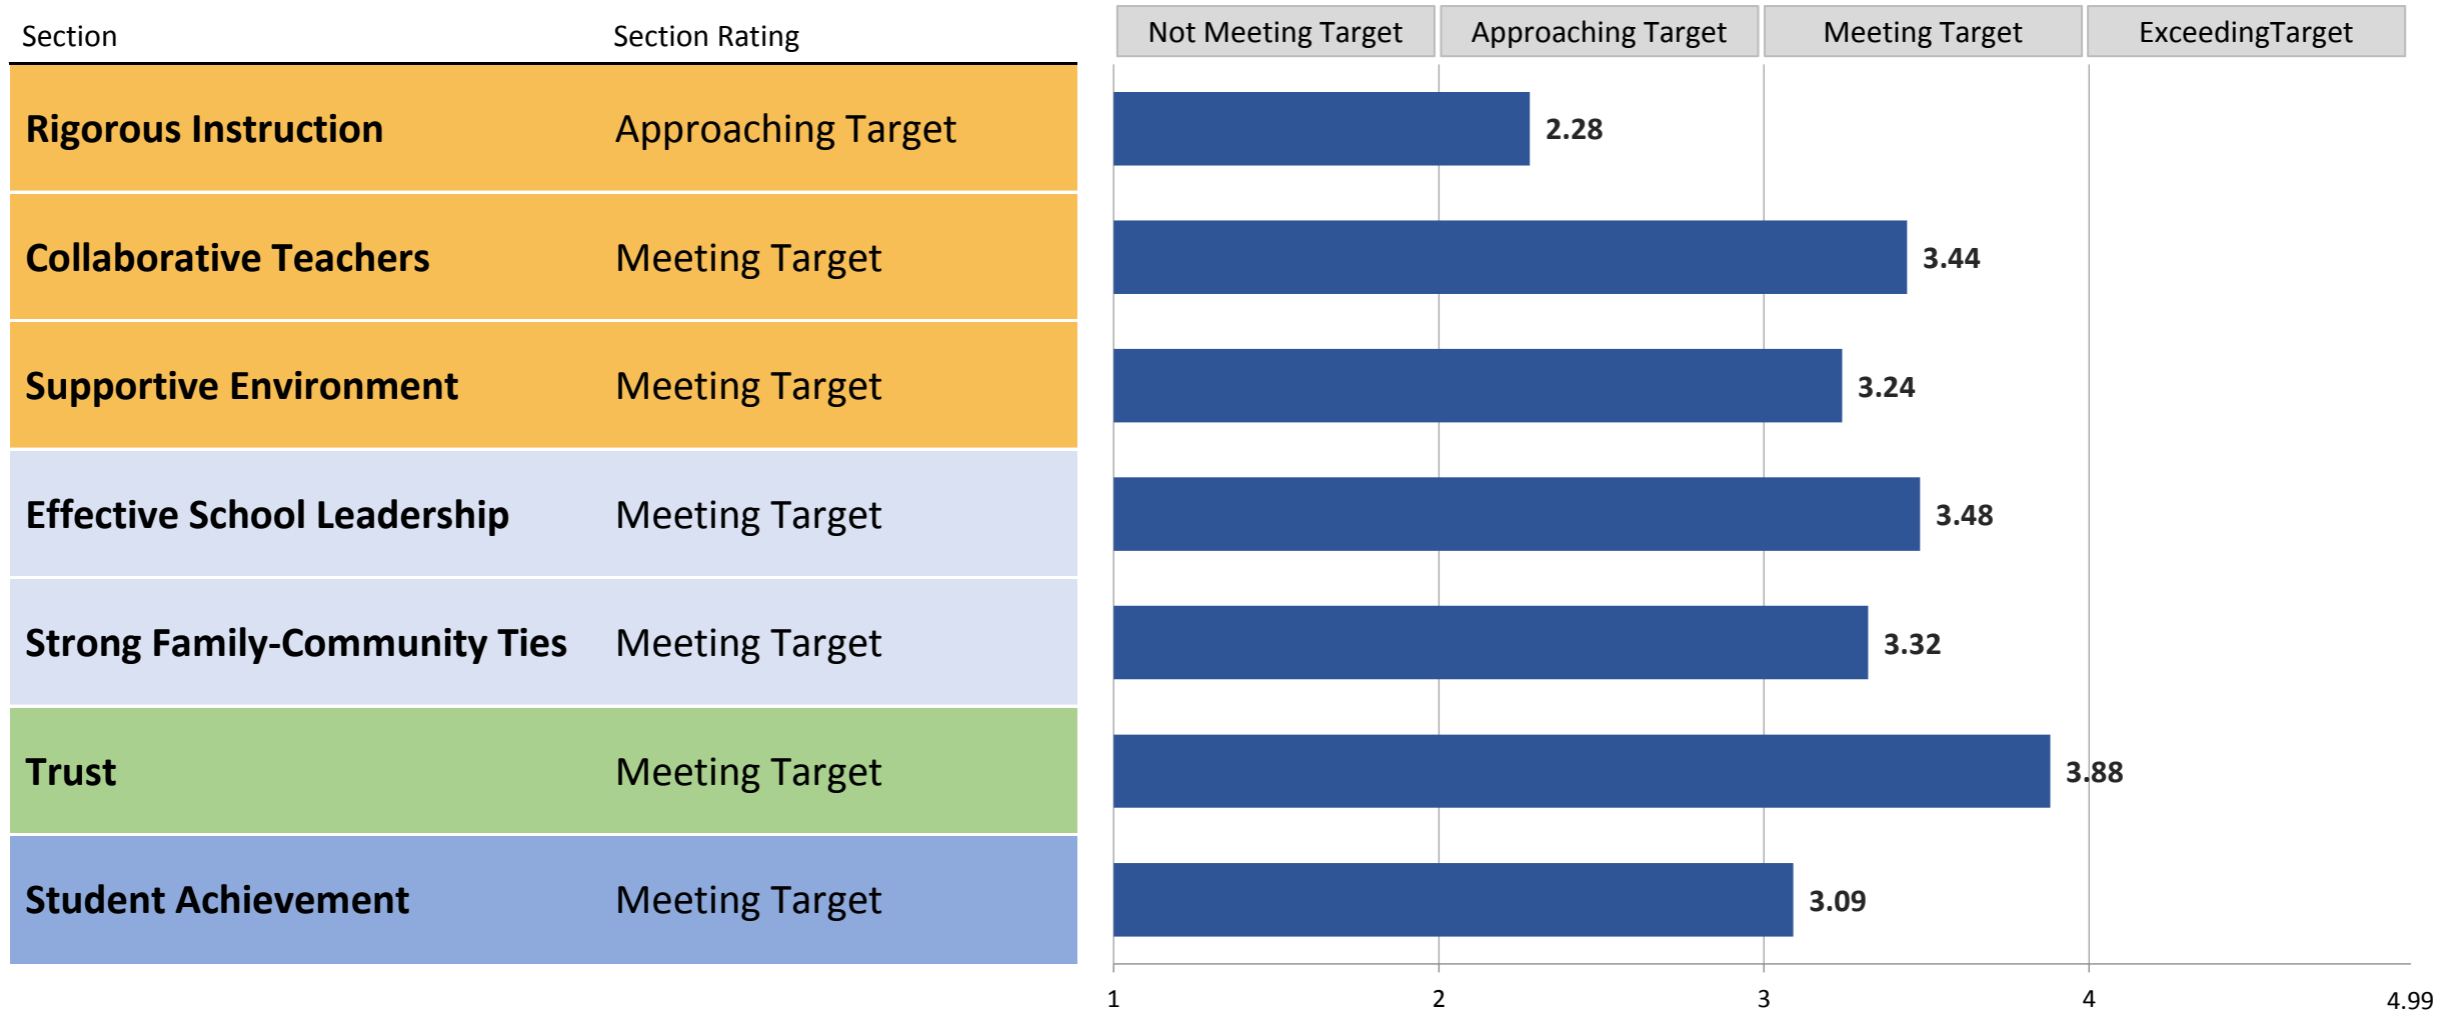 Section Section Rating Not Meeting Target Approaching Target Meeting Target ExceedingTarget
Rigorous Instruction Approaching Target 2.28
Collaborative Teachers Meeting Target 3.44
Supportive Environment Meeting Target 3.24
Effective School Leadership Meeting Target 3.48
Strong Family-Community Ties Meeting Target 3.32
Trust Meeting Target 3.88
Student Achievement Meeting Target 3.09
1 2 3 4 4.99